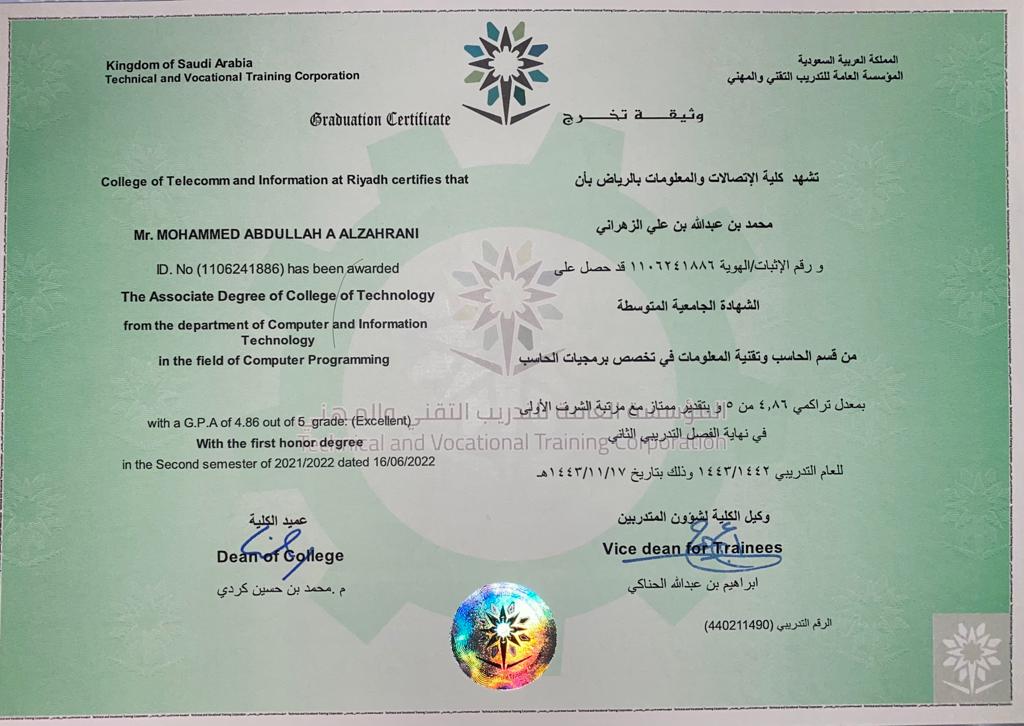 Kingdom of Saudi Arabia
Technical and Vocational Training Corporation
المملكة العربية السعودية
المؤسسة العامة للتدريب التقني والمهني
Graduation Certificate
وثيقة تخرج
College of Telecomm and Information at Riyadh certifies that
تشهد كلية الإتصالات والمعلومات بالرياض بأن
Mr. MOHAMMED ABDULLAH A ALZAHRANI
محمد بن عبدالله بن علي الزهراني
ID. No (1106241886) has been awarded
و رقم الإثبات/الهوية ١١٠٦٢٤١٨٨٦ قد حصل على
The Associate Degree of College of Technology
الشهادة الجامعية المتوسطة
from the department of Computer and Information
Technology
in the field of Computer Programming
من قسم الحاسب وتقنية المعلومات في تخصص برمجيات الحاسب
with a G.P.A of 4.86 out of 5 grade: (Excellent)
With the first honor degree
in the Second semester of 2021/2022 dated 16/06/2022
بمعدل تراكمي ٤,٨٦ من ٥ و بتقدير ممتاز مع مرتبة الشرف الأولى
في نهاية الفصل التدريبي الثاني
للعام التدريبي ١٤٤٣/١٤٤٢ وذلك بتاريخ ١٤٤٣/١١/١٧هـ
المؤسسة العامة للتدريب التقني والمهني
Technical and Vocational Training Corporation
عميد الكلية
Dean of College
م .محمد بن حسين كردي
وكيل الكلية لشؤون المتدربين
Vice dean for Trainees
ابراهيم بن عبدالله الحناكي
الرقم التدريبي (440211490)